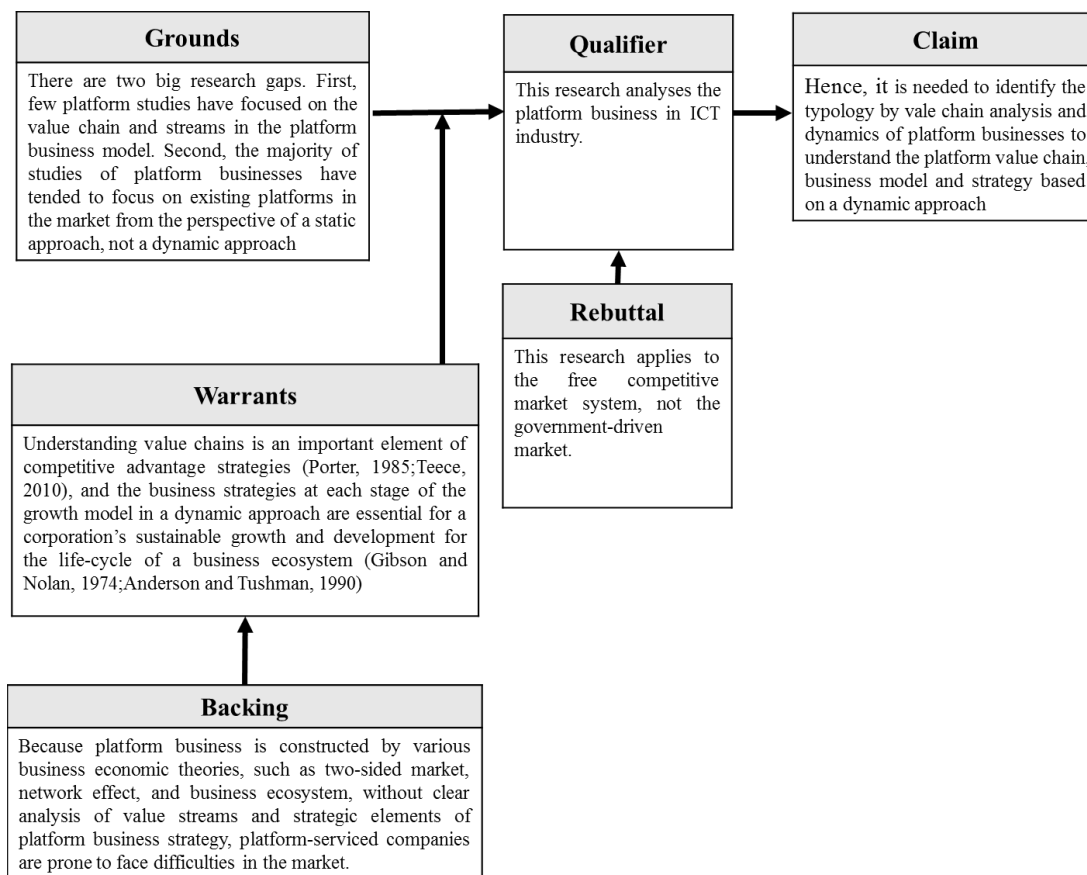 Grounds
There are two big research gaps. First,
few platform studies have focused on the
value chain and streams in the platform
business model. Second, the majority of
studies of platform businesses have
tended to focus on existing platforms in
the market from the perspective of a static
approach, not a dynamic approach
Qualifier
This research analyses the
platform business in ICT
industry.
Claim
Hence, it is needed to identify the
typology by vale chain analysis and
dynamics of platform businesses to
understand the platform value chain,
business model and strategy based
on a dynamic approach
Rebuttal
This research applies to
the free competitive
market system, not the
government-driven
market.
Warrants
Understanding value chains is an important element of
competitive advantage strategies (Porter, 1985;Teece,
2010), and the business strategies at each stage of the
growth model in a dynamic approach are essential for a
corporation’s sustainable growth and development for
the life-cycle of a business ecosystem (Gibson and
Nolan, 1974;Anderson and Tushman, 1990)
Backing
Because platform business is constructed by various
business economic theories, such as two-sided market,
network effect, and business ecosystem, without clear
analysis of value streams and strategic elements of
platform business strategy, platform-serviced companies
are prone to face difficulties in the market.